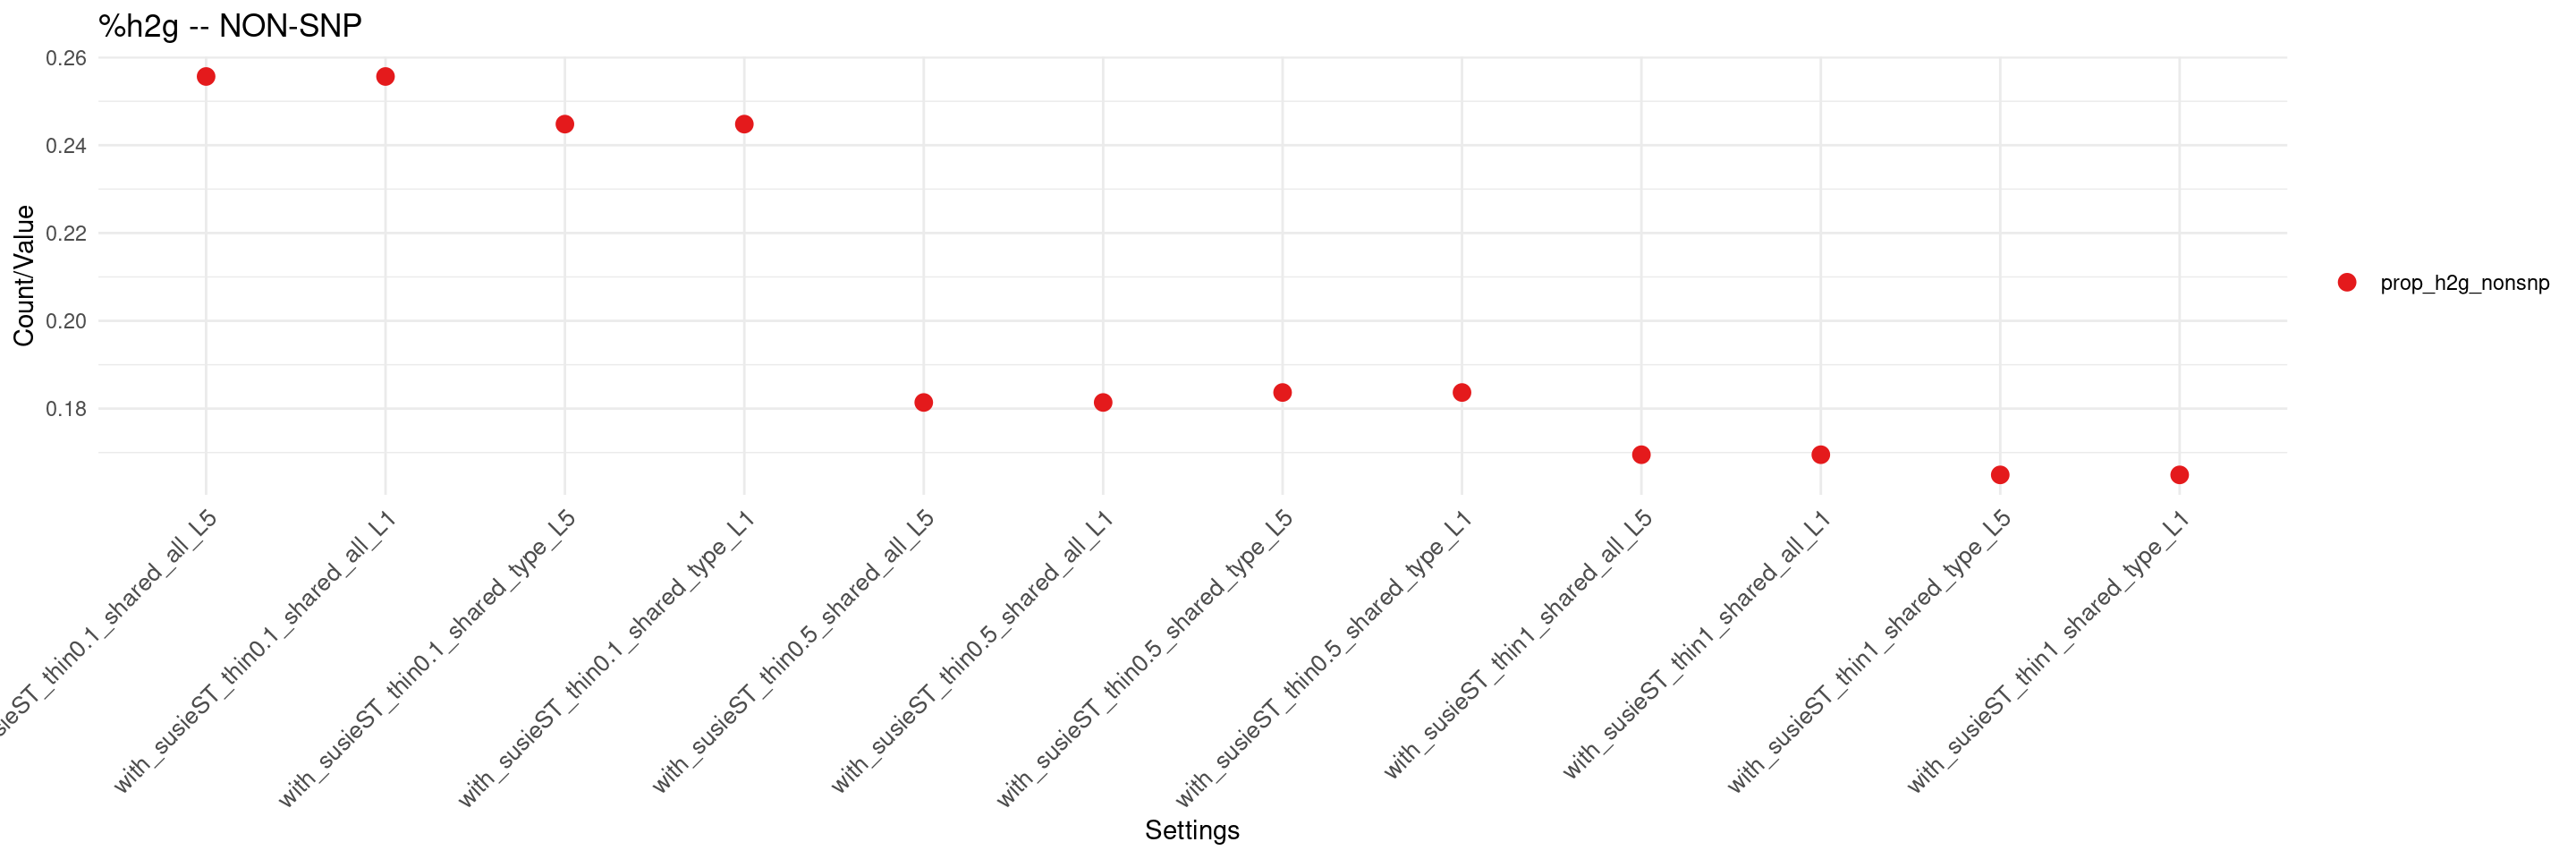 %h2g -- NON-SNP
Count/Value
0.26
0.24
0.22
0.20
0.18
sieST_thin0.1_shared_all_L5
with_susieST_thin0.1_shared_all_L1
with_susieST_thin0.1_shared_type_L5
with_susieST_thin0.1_shared_type_L1
with_susieST_thin0.5_shared_all_L5
with_susieST_thin0.5_shared_all_L1
with_susieST_thin0.5_shared_type_L5
with_susieST_thin0.5_shared_type_L1
with_susieST_thin1_shared_all_L5
with_susieST_thin1_shared_all_L1
with_susieST_thin1_shared_type_L5
with_susieST_thin1_shared_type_L1
Settings
prop_h2g_nonsnp